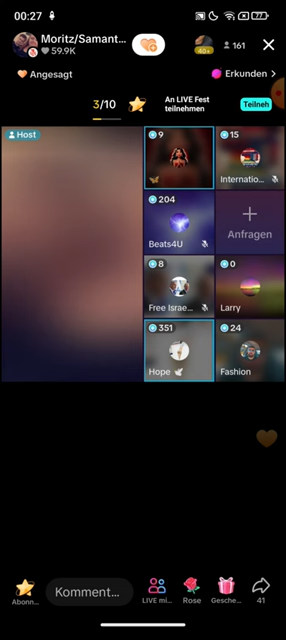 00:27
77
Moritz/Samant...
59.9K
40+
161
Angesagt
Erkunden >
3/10
An LIVE Fest
teilnehmen
Teilneh
Host
9
15
Internatio...
204
Beats4U
+
Anfragen
8
Free Israe...
0
Larry
351
Hope 🕊
24
Fashion
Abonn...
Komment...
LIVE mi...
Rose
Gesche...
41